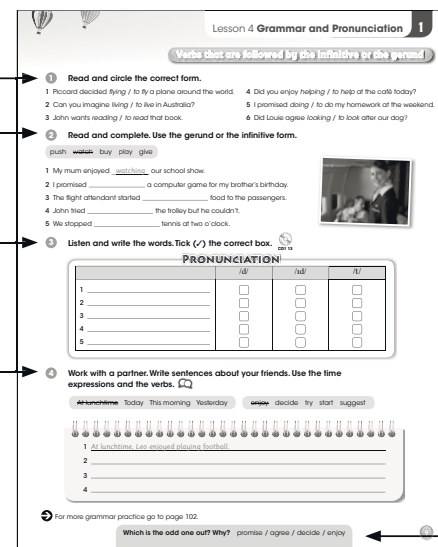 Lesson 4 Grammar and Pronunciation 1
Verbs that are followed by the infinitive or the gerund
1 Read and circle the correct form.
1 Piccard decided flying / to fly a plane around the world.
2 Can you imagine living / to live in Australia?
3 John wants reading / to read that book.
4 Did you enjoy helping / to help at the café today?
5 I promised doing / to do my homework at the weekend.
6 Did Louie agree looking / to look after our dog?
2 Read and complete. Use the gerund or the infinitive form.
push watch buy play give
1 My mum enjoyed watching our school show.
2 I promised ____________ a computer game for my brother's birthday.
3 The flight attendant started ____________ food to the passengers.
4 John tried ____________ the trolley but he couldn't.
5 We stopped ____________ tennis at two o'clock.
3 Listen and write the words. Tick (✓) the correct box. CD1 12
PRONUNCIATION
/d/ /ɪd/ /t/
1
2
3
4
5
4 Work with a partner. Write sentences about your friends. Use the time
expressions and the verbs.
At lunchtime Today This morning Yesterday enjoy decide try start suggest
1 At lunchtime, Leo enjoyed playing football.
2
3
4
For more grammar practice go to page 102.
Which is the odd one out? Why? promise / agree / decide / enjoy